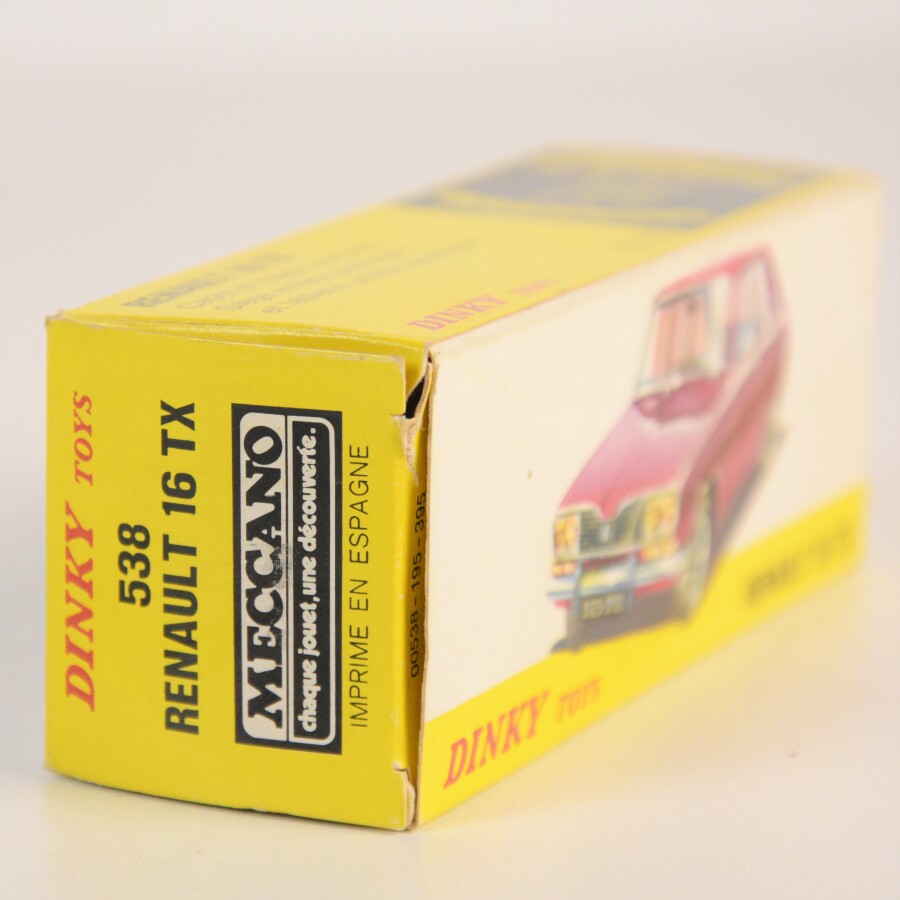 DINKY TOYS
538
RENAULT 16 TX
MECCANO
chaque jouet, une découverte.
IMPRIME EN ESPAGNE
00538 - 195 - 395
DINKY TOYS
DINKY TOYS